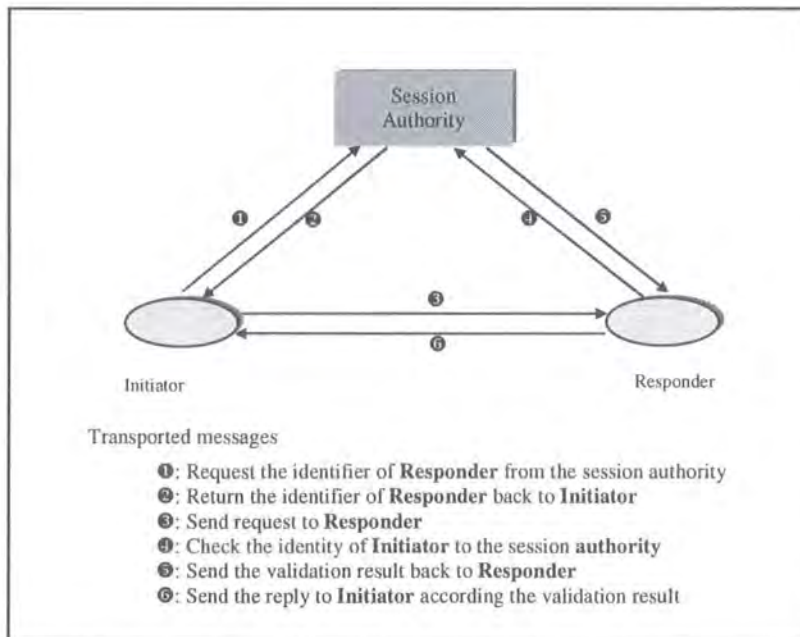 Session
Authority
❶
❷
❹
❺
❸
❻
Initiator
Responder
Transported messages
❶: Request the identifier of Responder from the session authority
❷: Return the identifier of Responder back to Initiator
❸: Send request to Responder
❹: Check the identity of Initiator to the session authority
❺: Send the validation result back to Responder
❻: Send the reply to Initiator according the validation result